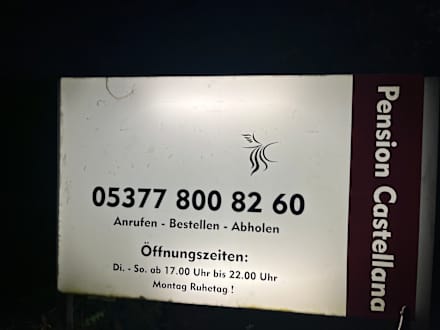 05377 800 82 60
Anrufen - Bestellen - Abholen
Öffnungszeiten:
Di. - So. ab 17.00 Uhr bis 22.00 Uhr
Montag Ruhetag !
Pension Castellana